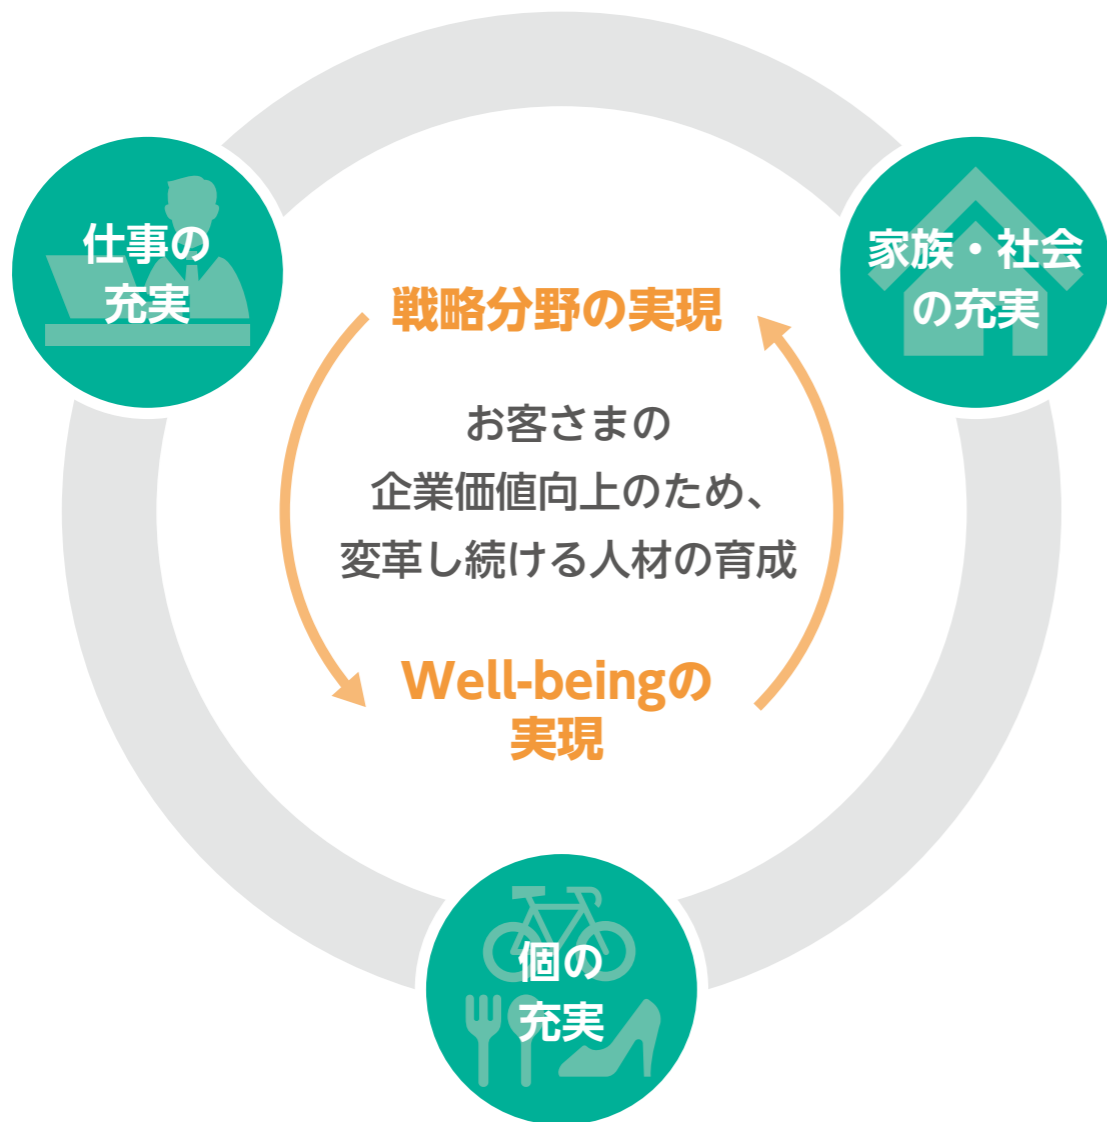 仕事の
充実
家族・社会
の充実
戦略分野の実現
お客さまの
企業価値向上のため、
変革し続ける人材の育成
Well-beingの
実現
個の
充実